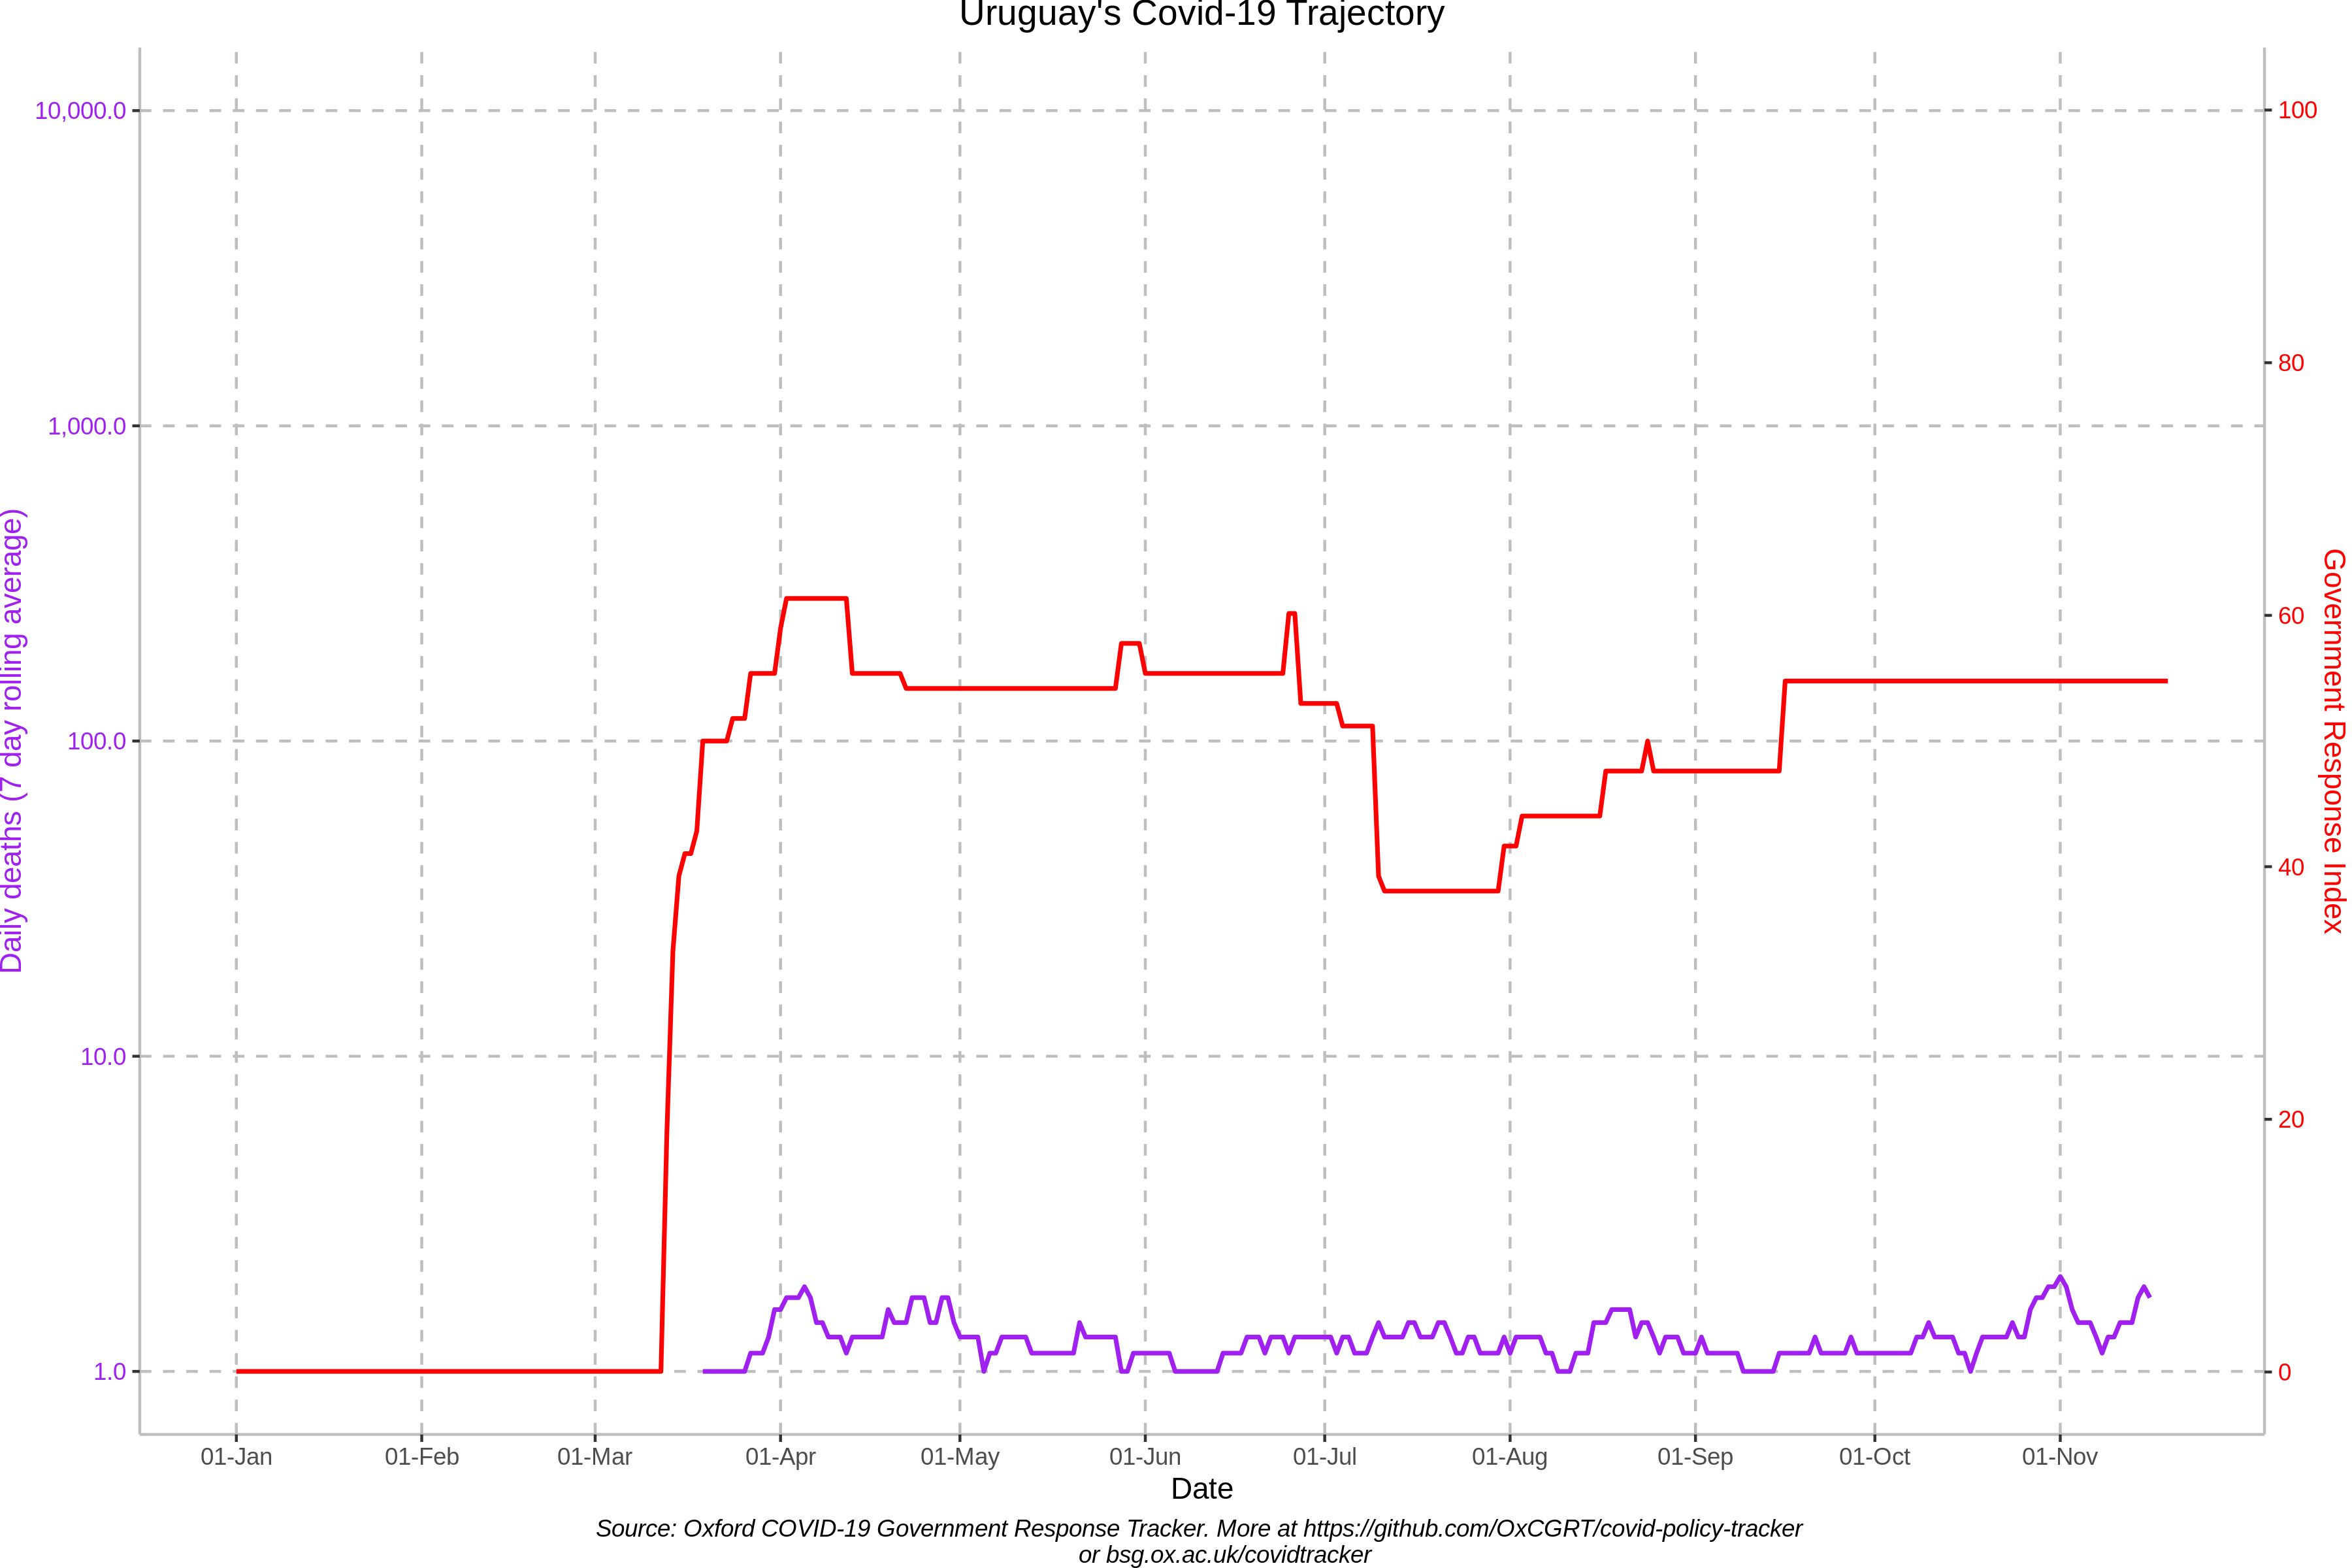 Uruguay's Covid-19 Trajectory
10,000.0
1,000.0
100.0
10.0
1.0
Daily deaths (7 day rolling average)
100
80
60
40
20
0
Government Response Index
01-Jan
01-Feb
01-Mar
01-Apr
01-May
01-Jun
01-Jul
01-Aug
01-Sep
01-Oct
01-Nov
Date
Source: Oxford COVID-19 Government Response Tracker. More at https://github.com/OxCGRT/covid-policy-tracker
or bsg.ox.ac.uk/covidtracker